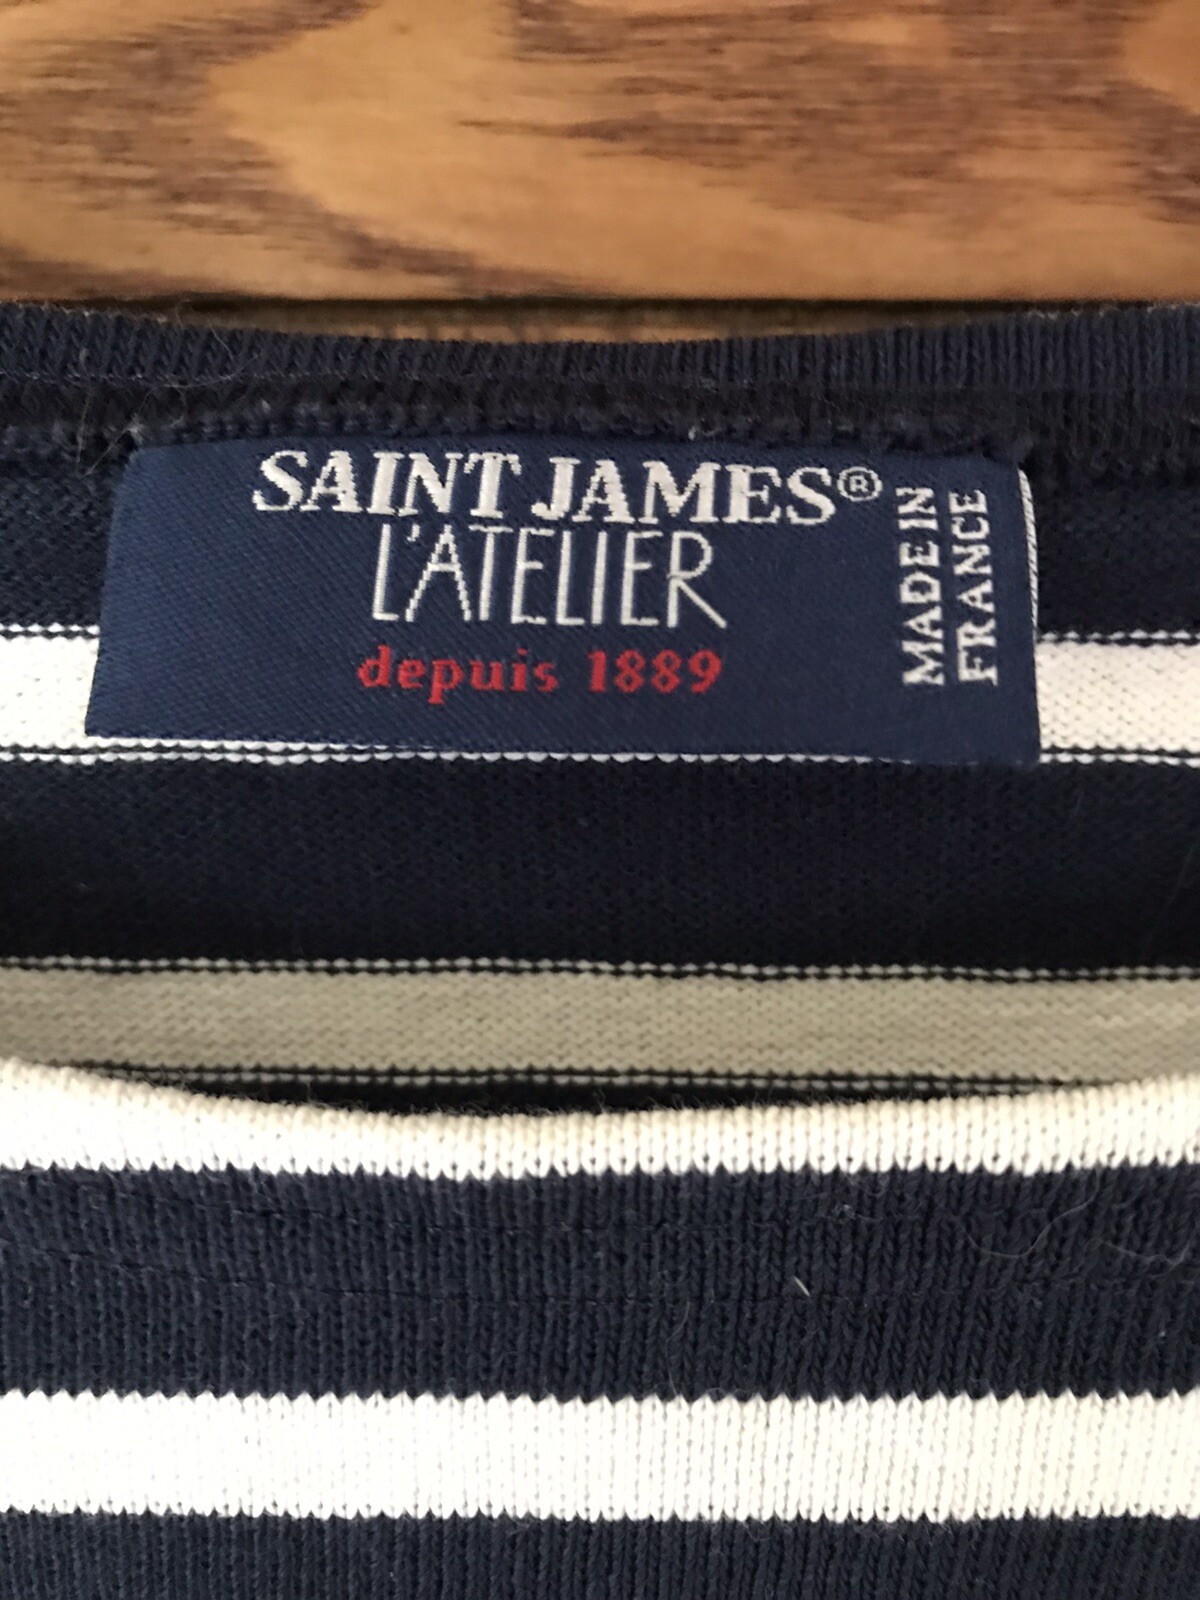 SAINT JAMES®
L'ATELIER
depuis 1889
MADE IN
FRANCE